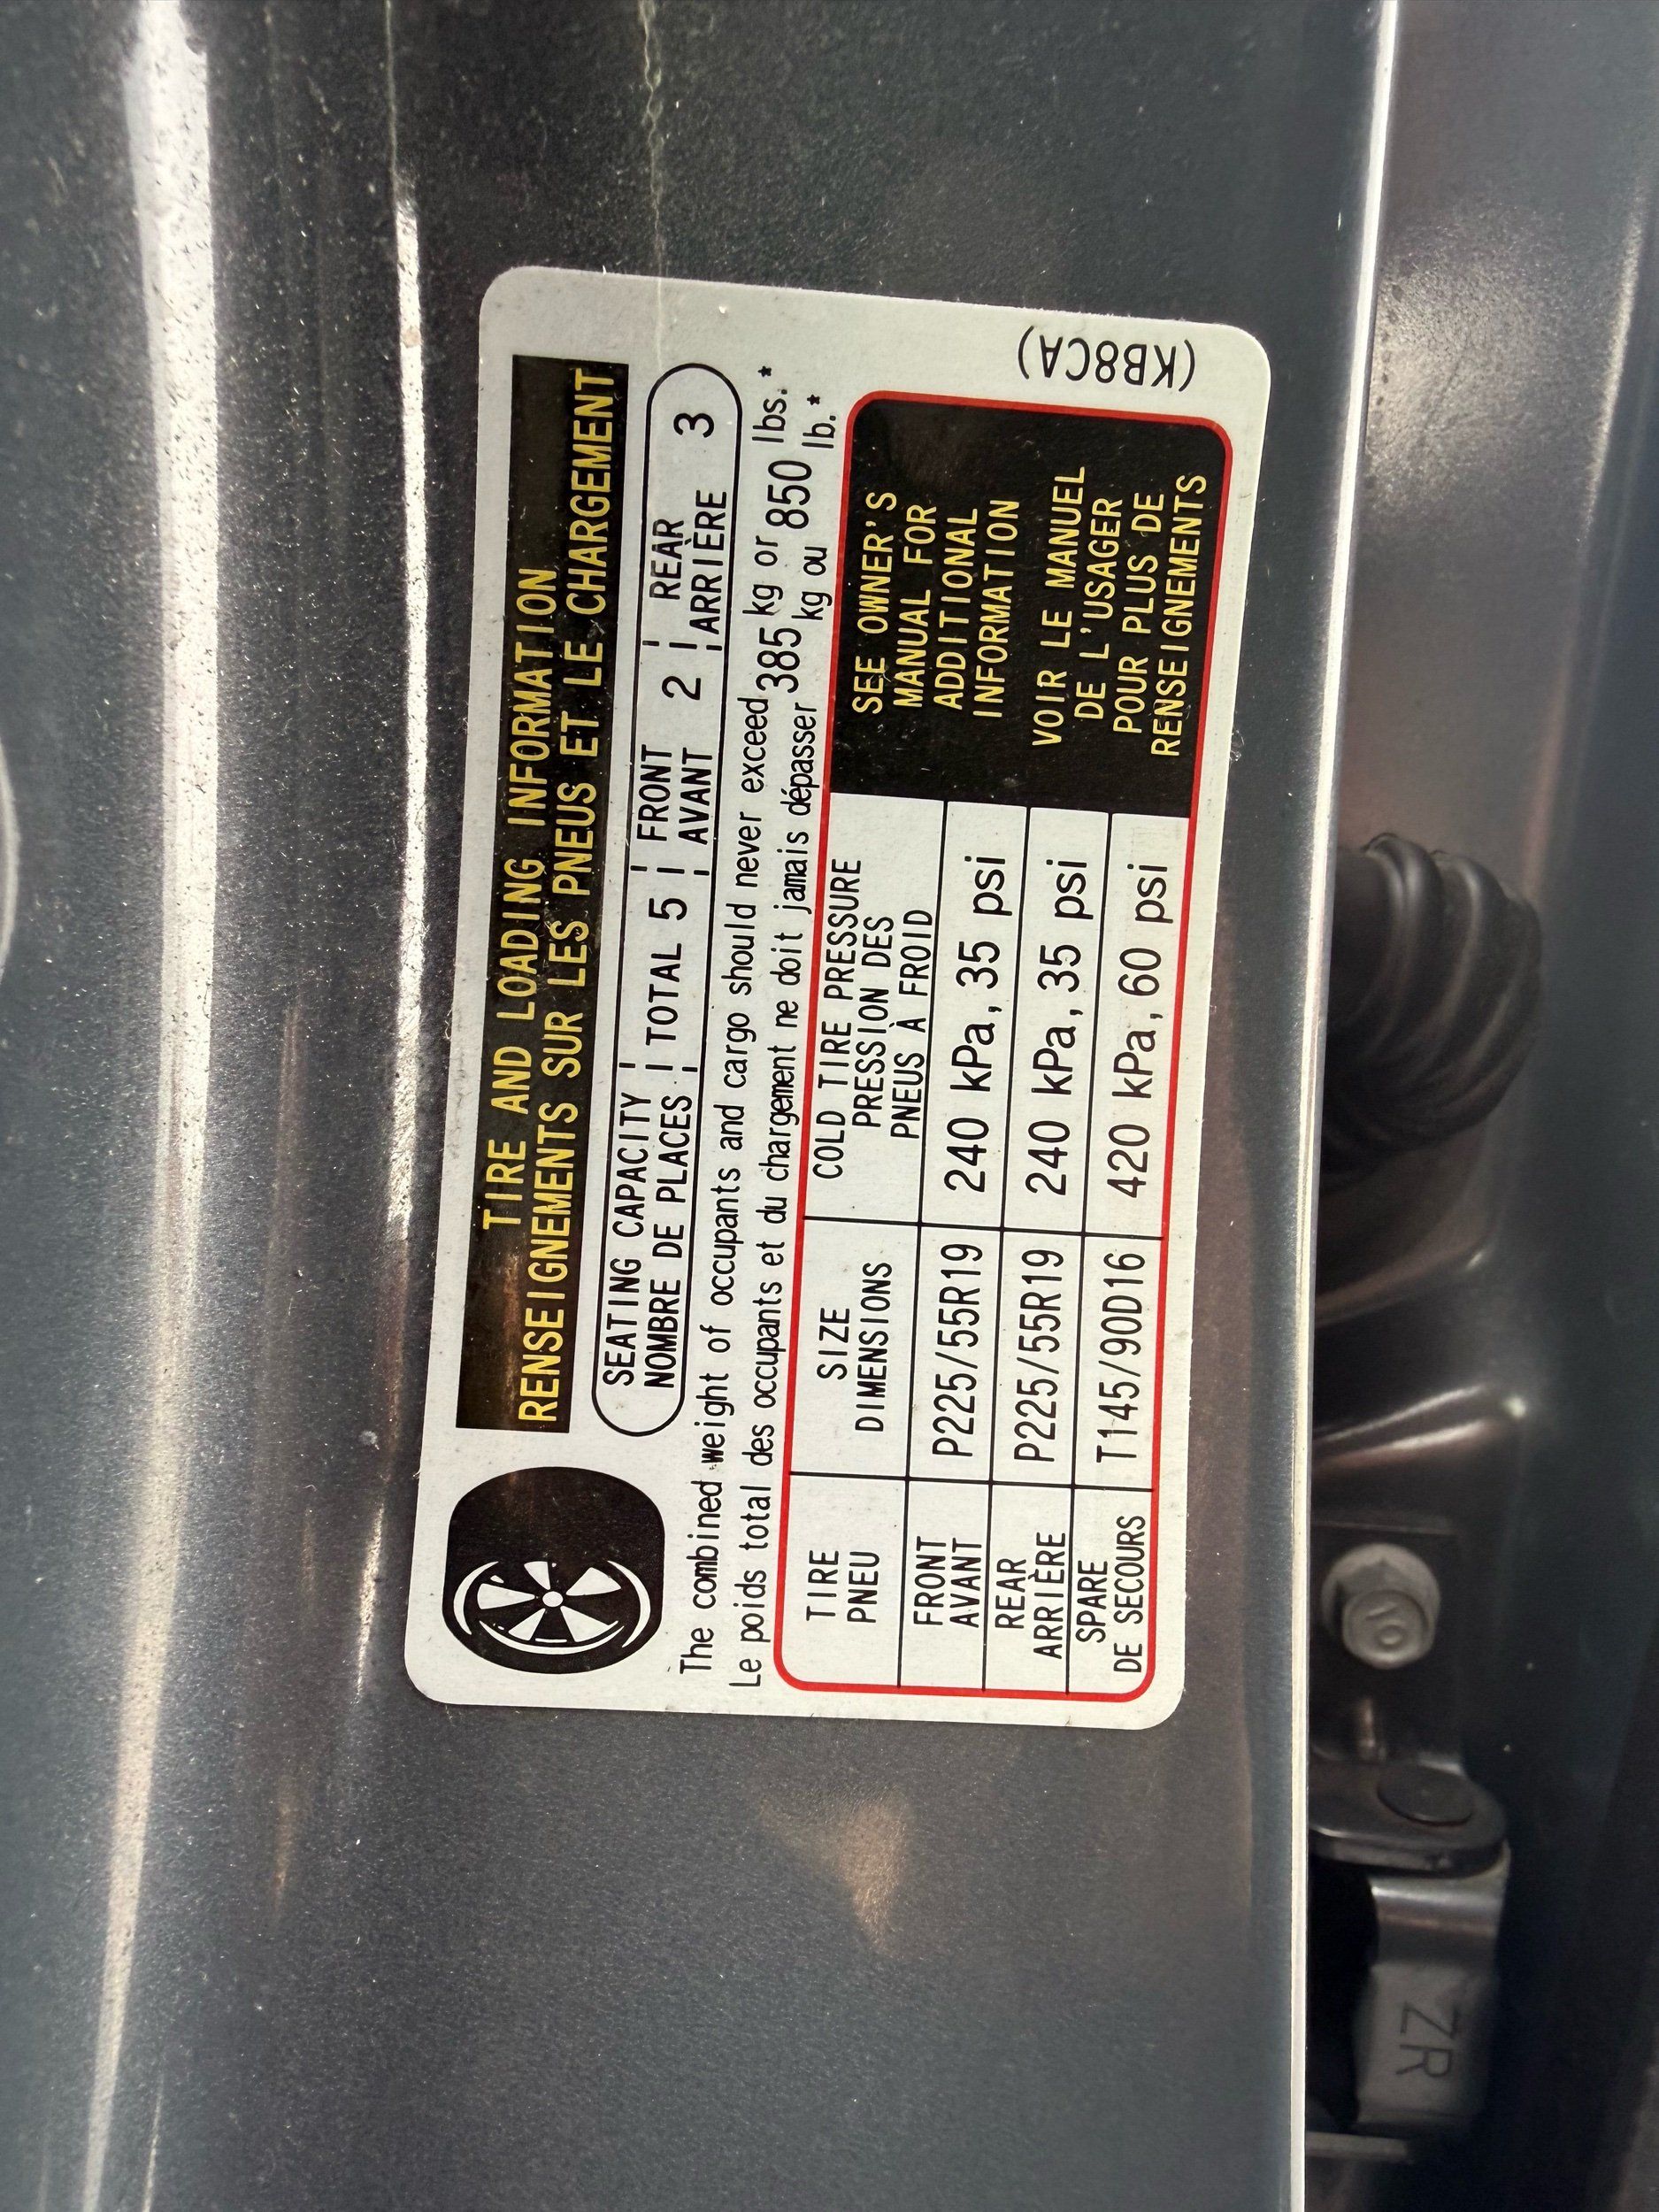 TIRE AND LOADING INFORMATION
RENSEIGNEMENTS SUR LES PNEUS ET LE CHARGEMENT
SEATING CAPACITY TOTAL 5 FRONT 2 REAR 3
NOMBRE DE PLACES AVANT ARRIÈRE
The combined weight of occupants and cargo should never exceed 385 kg or 850 lbs.*
Le poids total des occupants et du chargement ne doit jamais dépasser 385 kg ou 850 lb.*
TIRE
PNEU
SIZE
DIMENSIONS
COLD TIRE PRESSURE
PRESSION DES
PNEUS À FROID
FRONT
AVANT
P225/55R19
240 kPa, 35 psi
REAR
ARRIÈRE
P225/55R19
240 kPa, 35 psi
SPARE
DE SECOURS
T145/90D16
420 kPa, 60 psi
SEE OWNER'S
MANUAL FOR
ADDITIONAL
INFORMATION
VOIR LE MANUEL
DE L'USAGER
POUR PLUS DE
RENSEIGNEMENTS
(KB8CA)
10
ZR